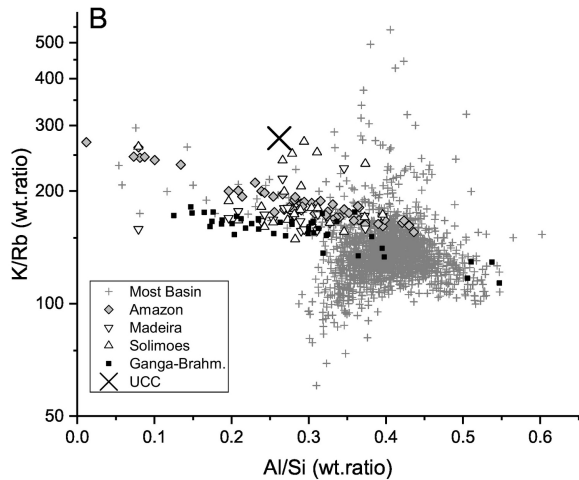 B
500
400
300
200
100
50
K/Rb (wt.ratio)
Most Basin
Amazon
Madeira
Solimoes
Ganga-Brahm.
UCC
0.0 0.1 0.2 0.3 0.4 0.5 0.6
Al/Si (wt.ratio)